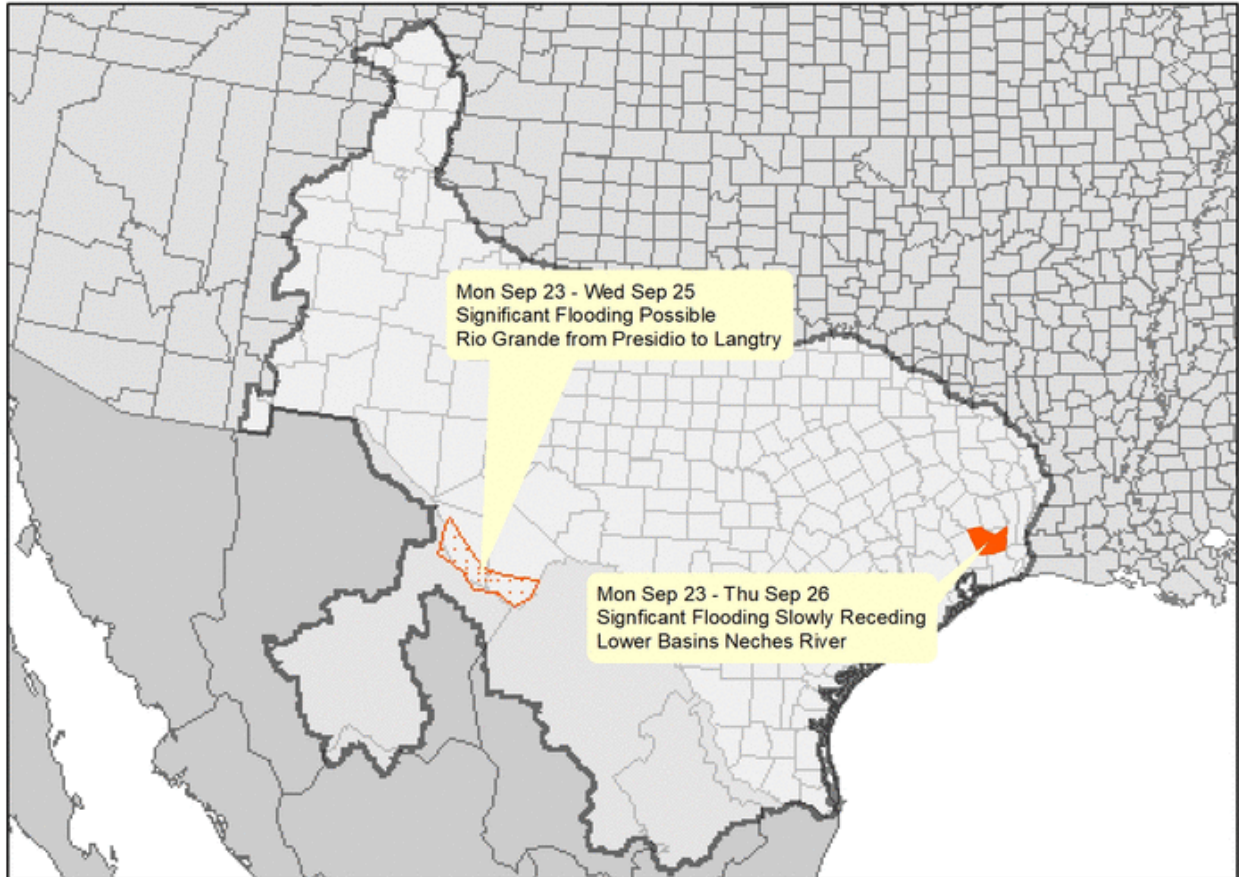 Mon Sep 23 - Wed Sep 25
Significant Flooding Possible
Rio Grande from Presidio to Langtry
Mon Sep 23 - Thu Sep 26
Signficant Flooding Slowly Receding
Lower Basins Neches River